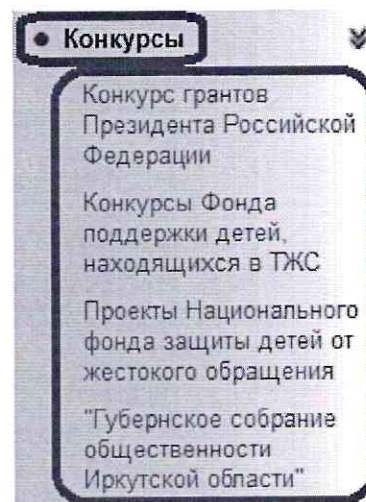 Конкурсы
Конкурс грантов
Президента Российской
Федерации
Конкурсы Фонда
поддержки детей,
находящихся в ТЖС
Проекты Национального
фонда защиты детей от
жестокого обращения
"Губернское собрание
общественности
Иркутской области"